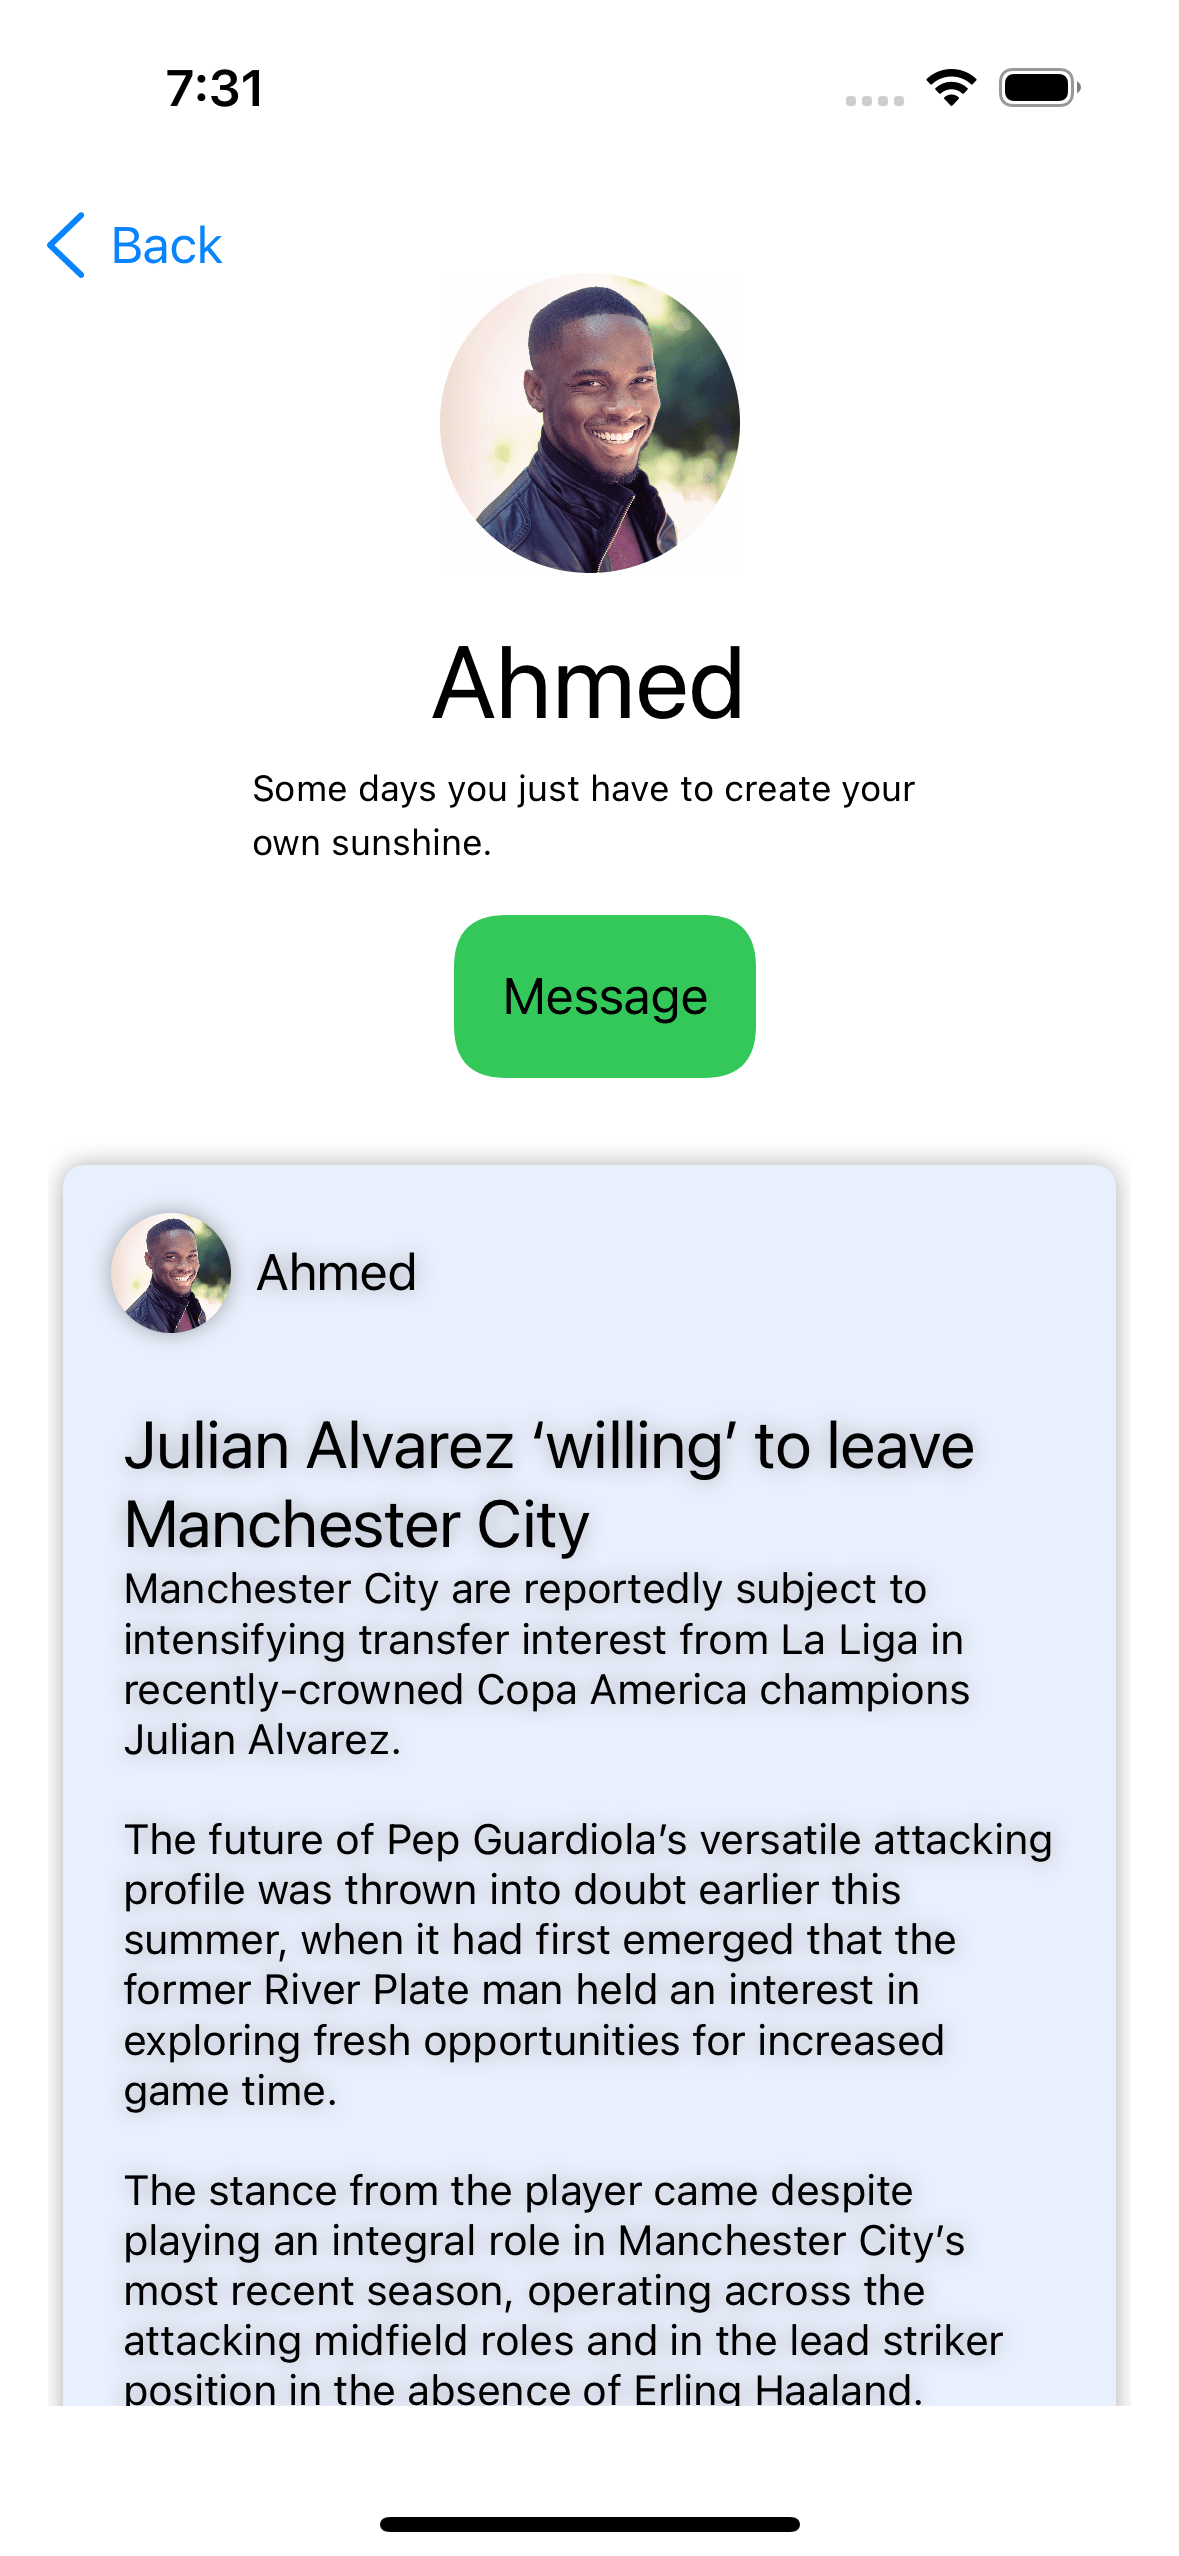 7:31
Back
Ahmed
Some days you just have to create your
own sunshine.
Message
Ahmed
Julian Alvarez ‘willing’ to leave
Manchester City
Manchester City are reportedly subject to
intensifying transfer interest from La Liga in
recently-crowned Copa America champions
Julian Alvarez.
The future of Pep Guardiola’s versatile attacking
profile was thrown into doubt earlier this
summer, when it had first emerged that the
former River Plate man held an interest in
exploring fresh opportunities for increased
game time.
The stance from the player came despite
playing an integral role in Manchester City’s
most recent season, operating across the
attacking midfield roles and in the lead striker
position in the absence of Erling Haaland.